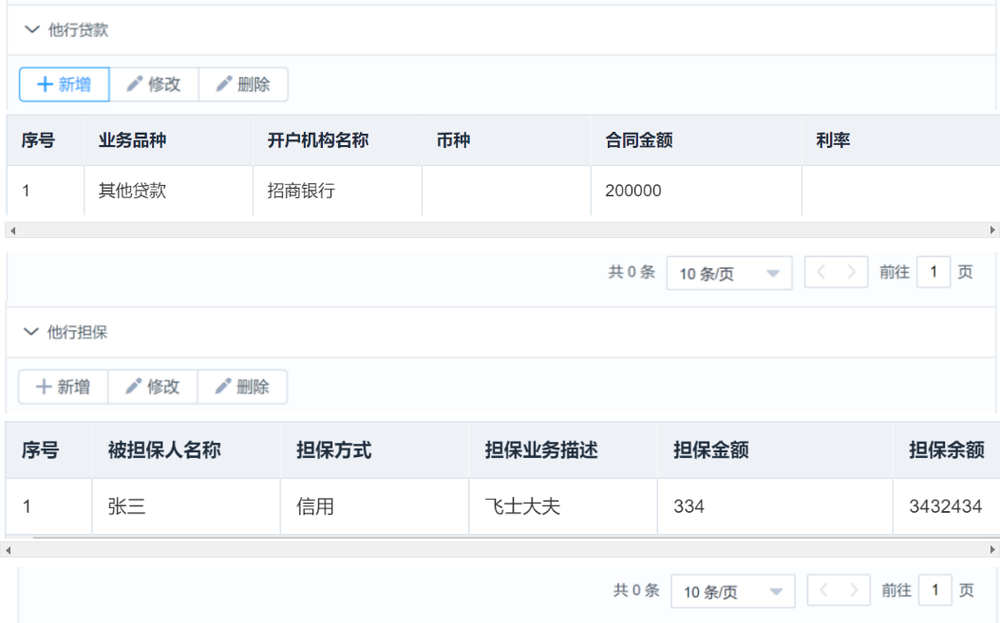 他行贷款
新增 修改 删除
序号 业务品种 开户机构名称 币种 合同金额 利率
1 其他贷款 招商银行 200000
共 0 条 10 条/页 前往 1 页
他行担保
新增 修改 删除
序号 被担保人名称 担保方式 担保业务描述 担保金额 担保余额
1 张三 信用 飞士大夫 334 3432434
共 0 条 10 条/页 前往 1 页